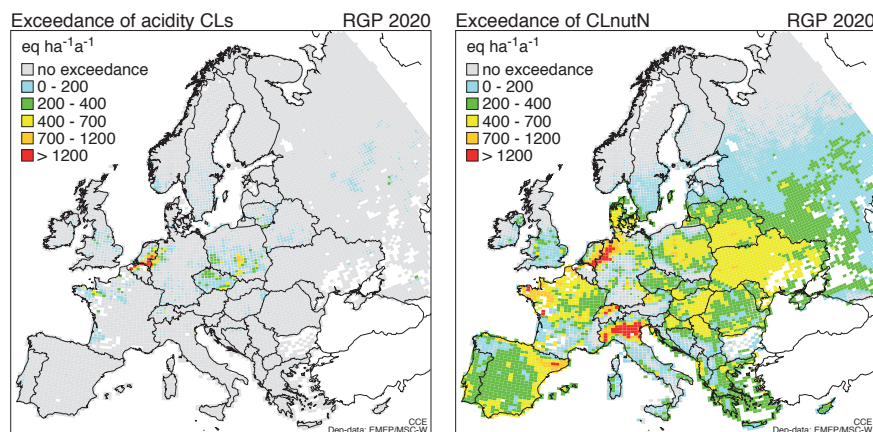 Exceedance of acidity CLs RGP 2020
eq ha⁻¹a⁻¹
no exceedance
0 - 200
200 - 400
400 - 700
700 - 1200
> 1200
CCE
Dep-data: EMEP/MSC-W
Exceedance of CLnutN RGP 2020
eq ha⁻¹a⁻¹
no exceedance
0 - 200
200 - 400
400 - 700
700 - 1200
> 1200
CCE
Dep-data: EMEP/MSC-W